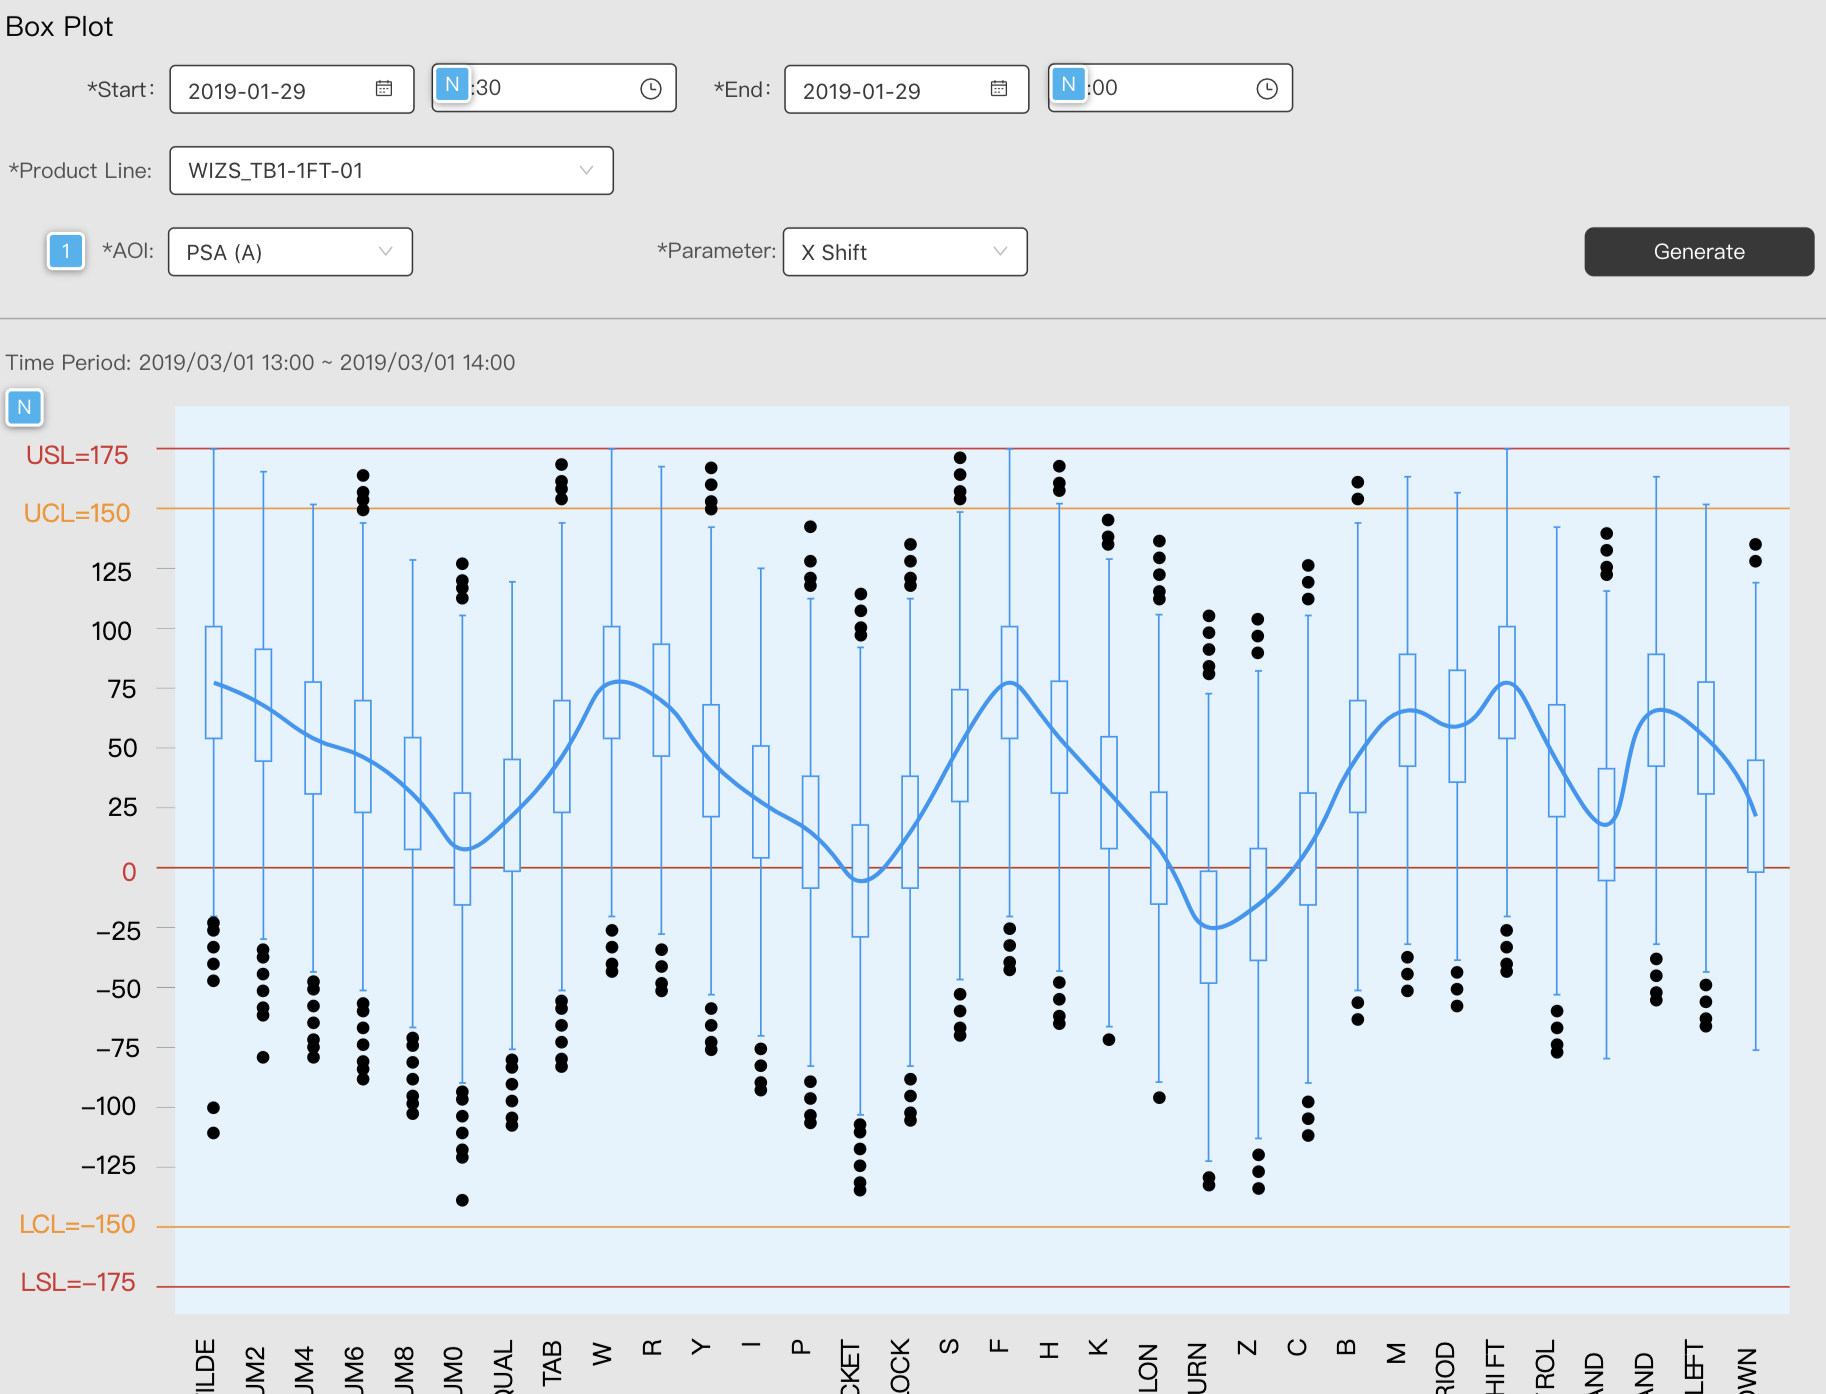 Box Plot
*Start: 2019-01-29 N :30 *End: 2019-01-29 N :00
*Product Line: WIZS_TB1-1FT-01
1 *AOI: PSA (A) *Parameter: X Shift Generate
Time Period: 2019/03/01 13:00 ~ 2019/03/01 14:00
N
USL=175
UCL=150
125
100
75
50
25
0
-25
-50
-75
-100
-125
LCL=-150
LSL=-175
ILDE
UM2
UM4
UM6
UM8
UM0
QUAL
TAB
W
R
Y
I
P
CKET
LOCK
S
F
H
K
LON
URN
Z
C
B
M
RIOD
HIFT
TROL
AND
AND
LEFT
OWN